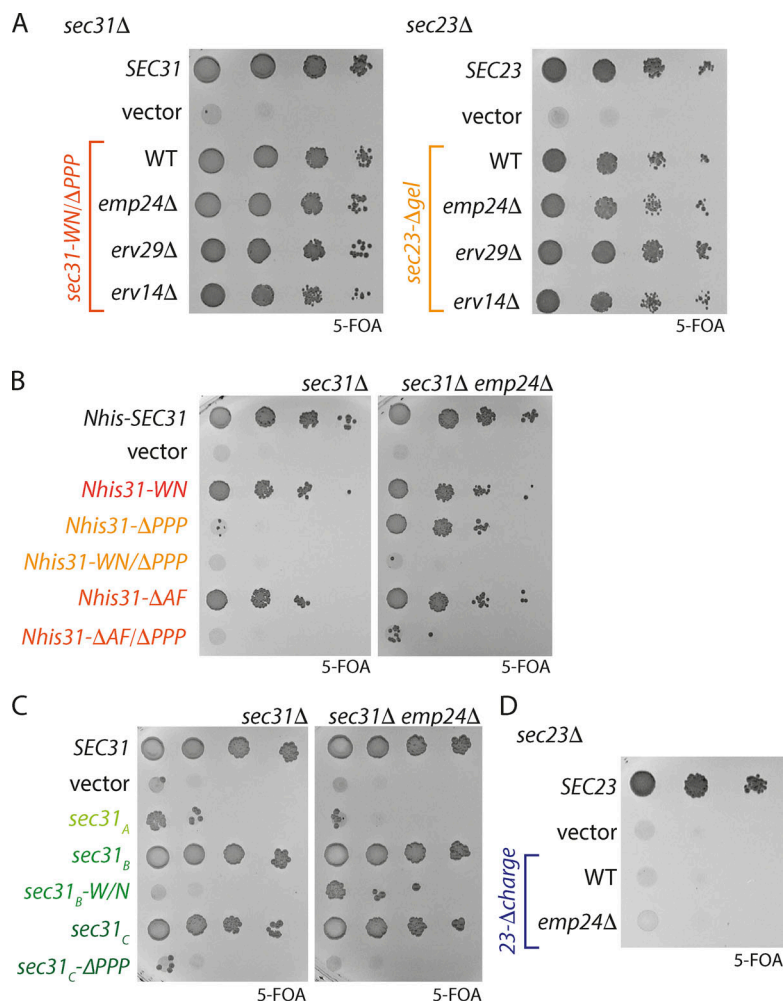 A
sec31Δ
sec23Δ
SEC31
vector
sec31-WN/ΔPPP
WT
emp24Δ
erv29Δ
erv14Δ
5-FOA
SEC23
vector
sec23-Δgel
WT
emp24Δ
erv29Δ
erv14Δ
5-FOA
B
sec31Δ
sec31Δ emp24Δ
Nhis-SEC31
vector
Nhis31-WN
Nhis31-ΔPPP
Nhis31-WN/ΔPPP
Nhis31-ΔAF
Nhis31-ΔAF/ΔPPP
5-FOA
5-FOA
C
sec31Δ
sec31Δ emp24Δ
SEC31
vector
sec31A
sec31B
sec31B-W/N
sec31C
sec31C-ΔPPP
5-FOA
5-FOA
D
sec23Δ
SEC23
vector
23-Δcharge
WT
emp24Δ
5-FOA